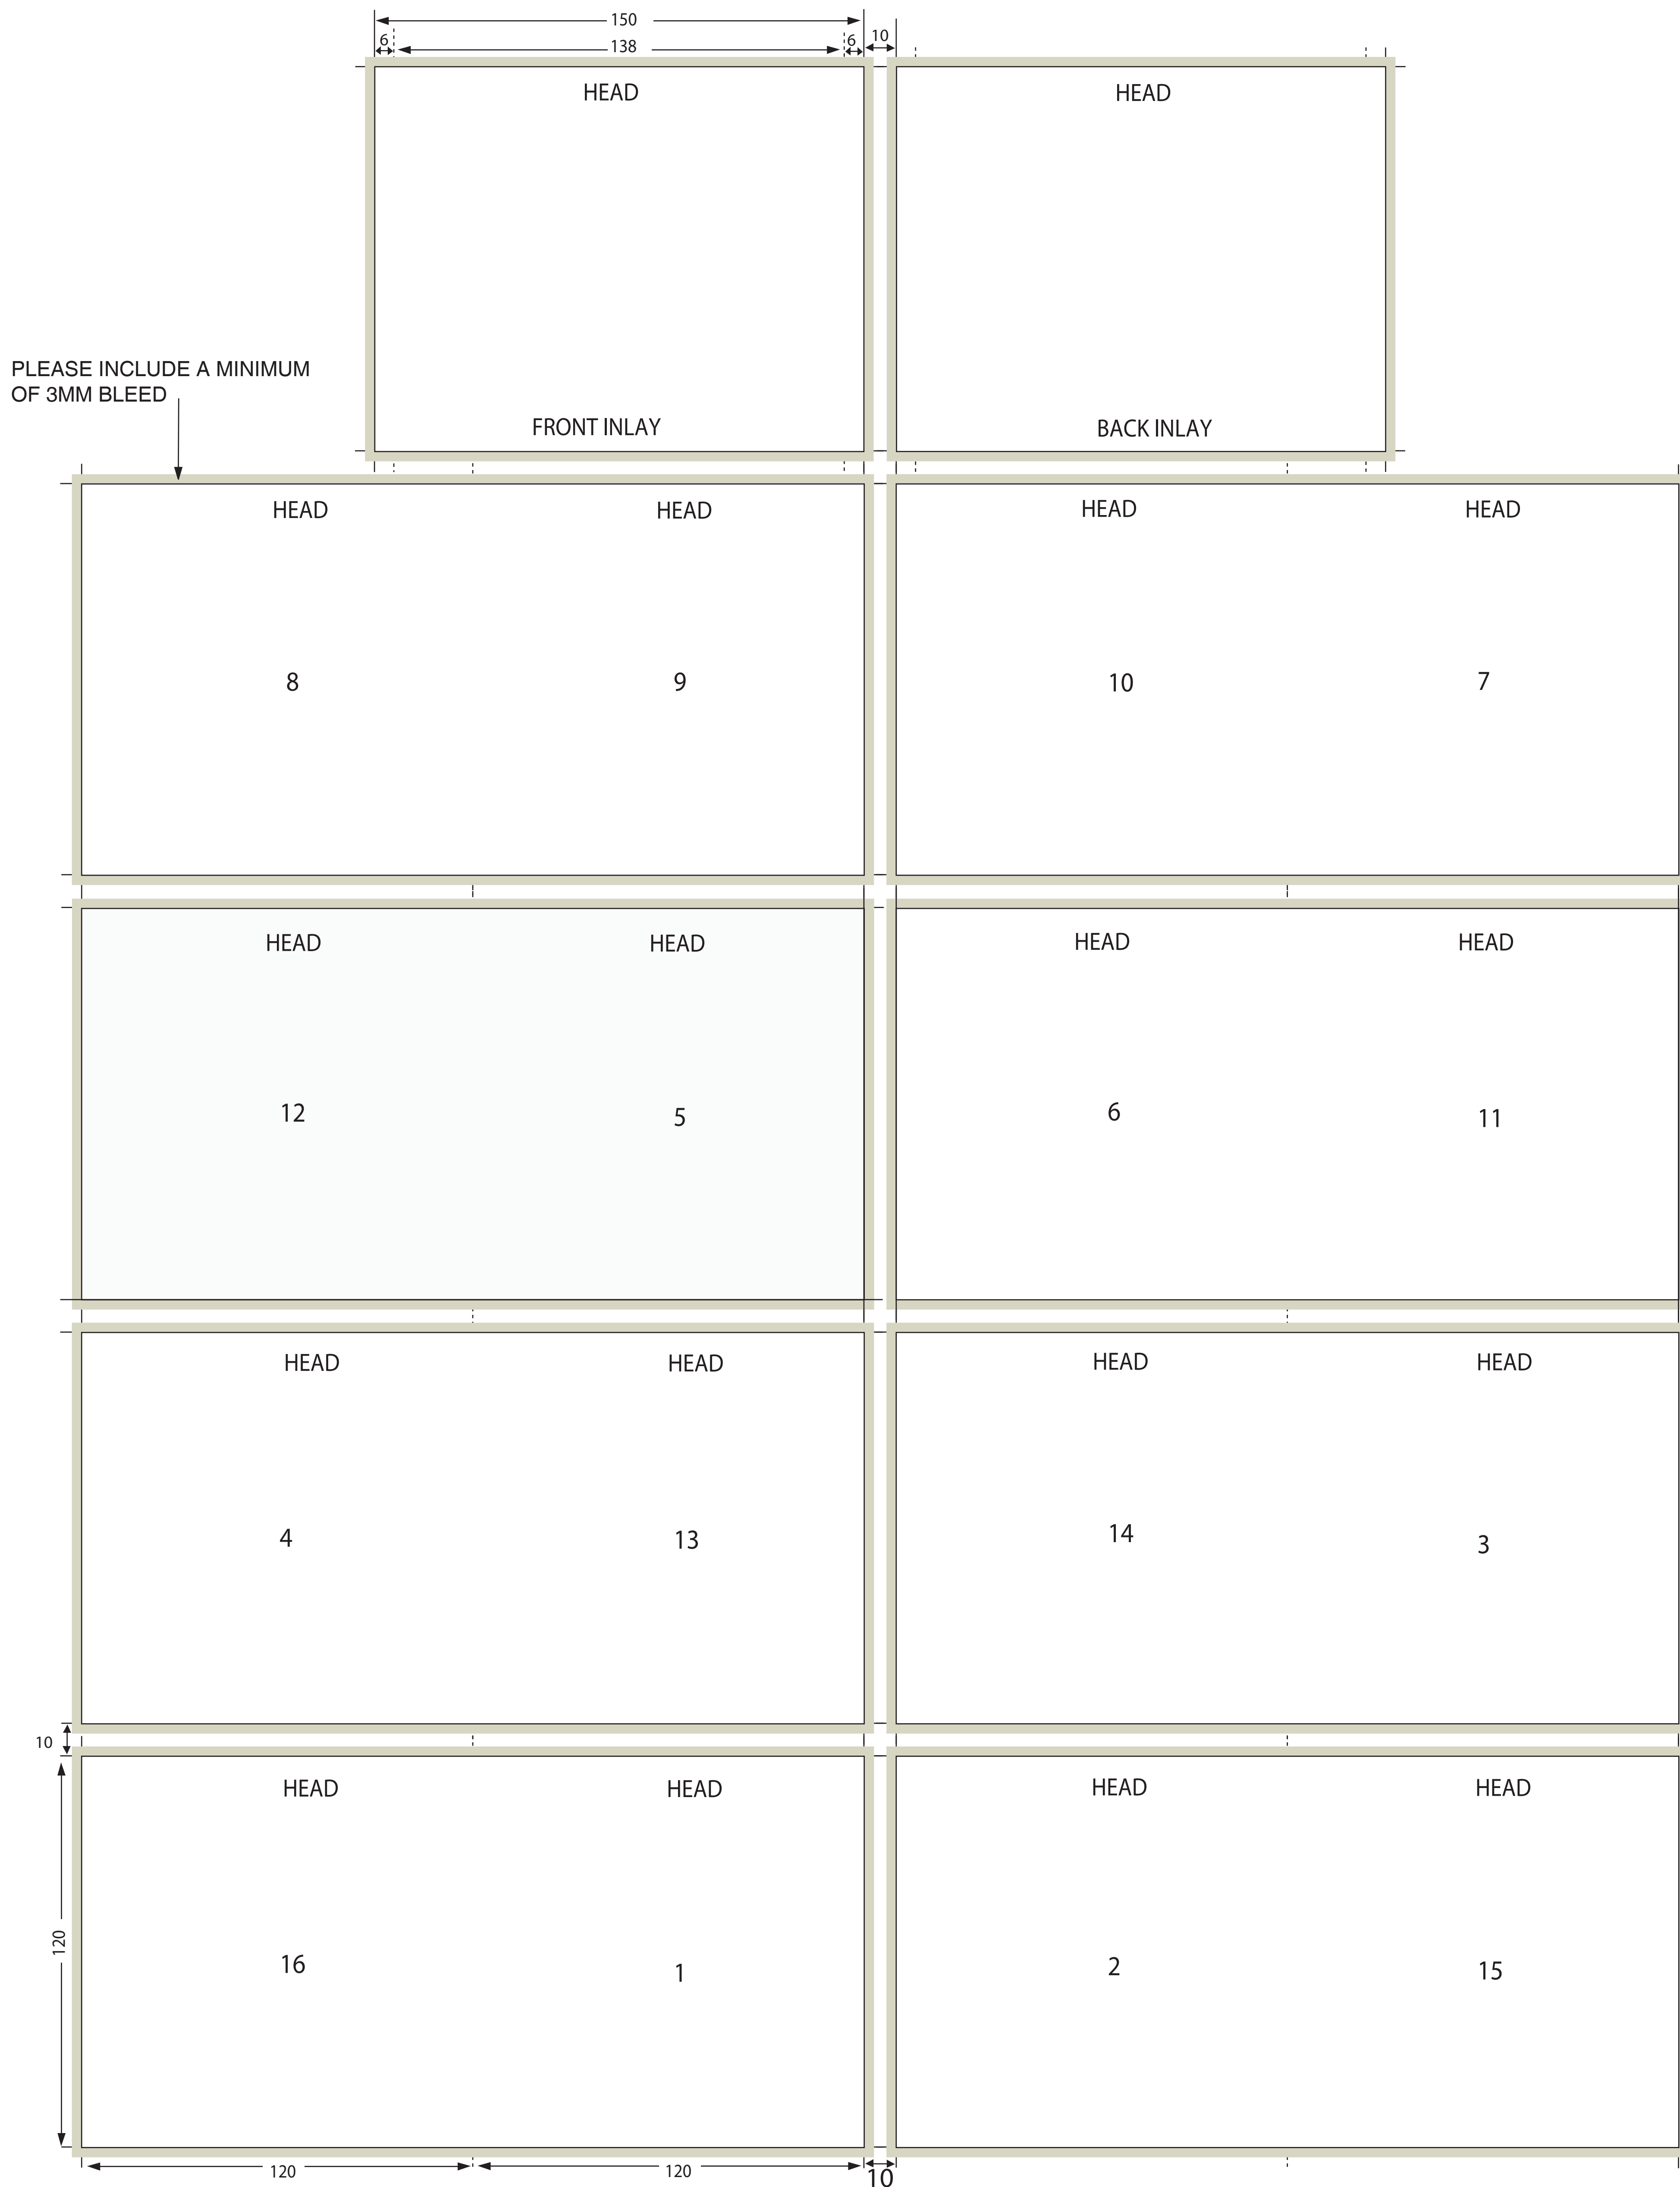 150
6 138 6 10
HEAD HEAD
PLEASE INCLUDE A MINIMUM
OF 3MM BLEED
FRONT INLAY BACK INLAY
HEAD HEAD HEAD HEAD
8 9 10 7
HEAD HEAD HEAD HEAD
12 5 6 11
HEAD HEAD HEAD HEAD
4 13 14 3
10
HEAD HEAD HEAD HEAD
120
16 1 2 15
120 120 10